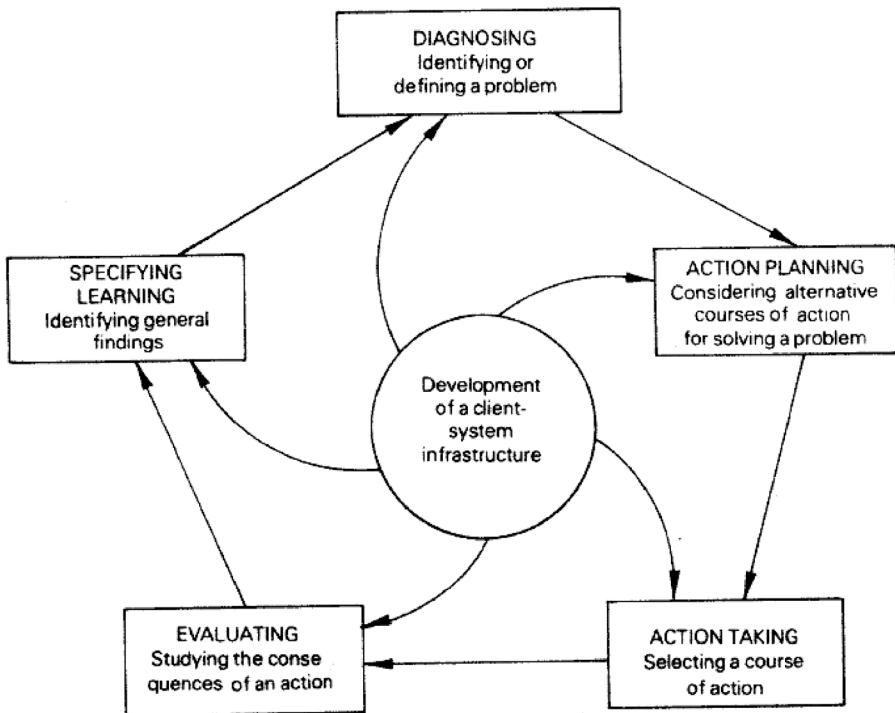 DIAGNOSING
Identifying or
defining a problem
ACTION PLANNING
Considering alternative
courses of action
for solving a problem
SPECIFYING
LEARNING
Identifying general
findings
Development
of a client-
system
infrastructure
EVALUATING
Studying the conse
quences of an action
ACTION TAKING
Selecting a course
of action